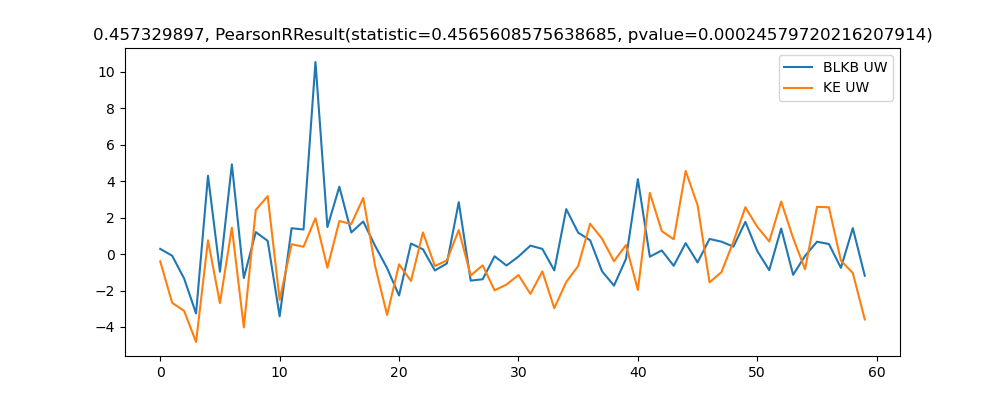 0.457329897, PearsonRResult(statistic=0.4565608575638685, pvalue=0.00024579720216207914)
BLKB UW
KE UW
10
8
6
4
2
0
−2
−4
0 10 20 30 40 50 60